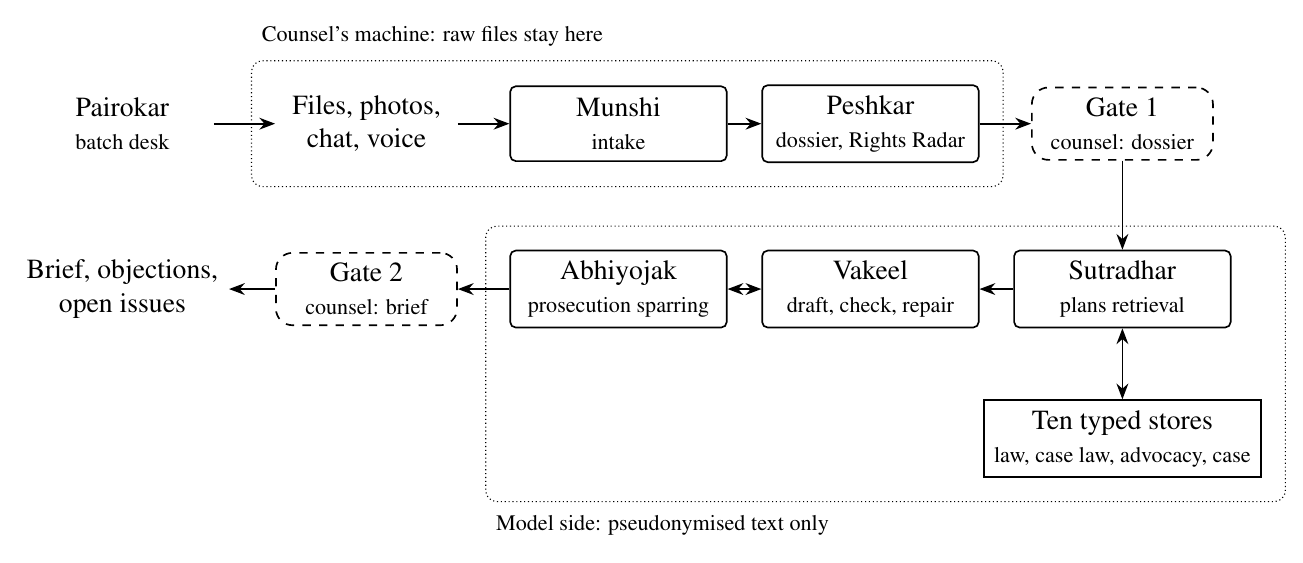 Counsel's machine: raw files stay here
Pairokar
batch desk
Files, photos,
chat, voice
Munshi
intake
Peshkar
dossier, Rights Radar
Gate 1
counsel: dossier
Brief, objections,
open issues
Gate 2
counsel: brief
Abhiyojak
prosecution sparring
Vakeel
draft, check, repair
Sutradhar
plans retrieval
Ten typed stores
law, case law, advocacy, case
Model side: pseudonymised text only